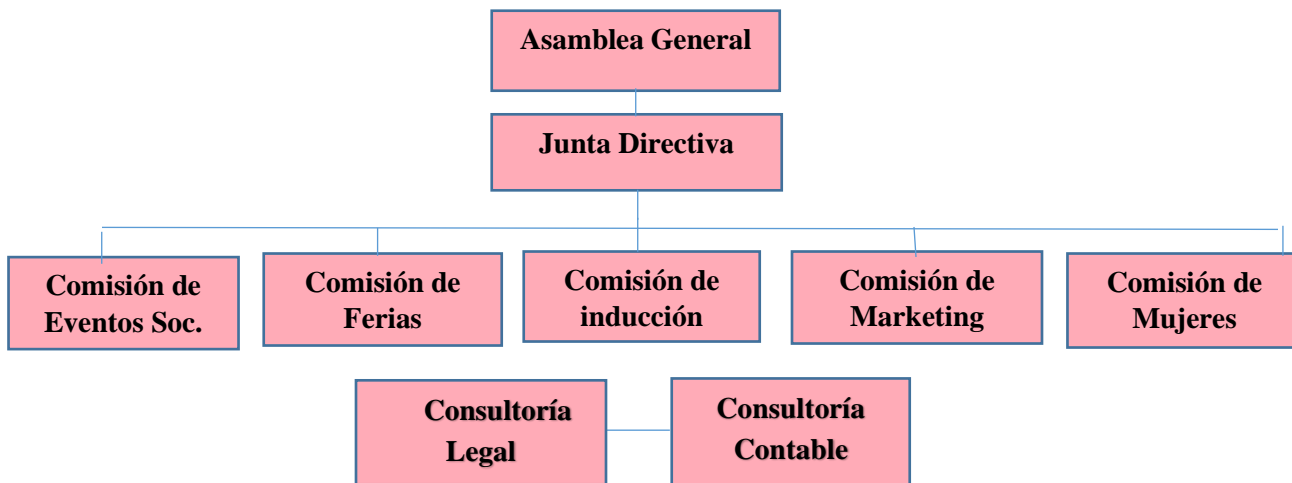 Asamblea General
Junta Directiva
Comisión de
Eventos Soc.
Comisión de
Ferias
Comisión de
inducción
Comisión de
Marketing
Comisión de
Mujeres
Consultoría
Legal
Consultoría
Contable